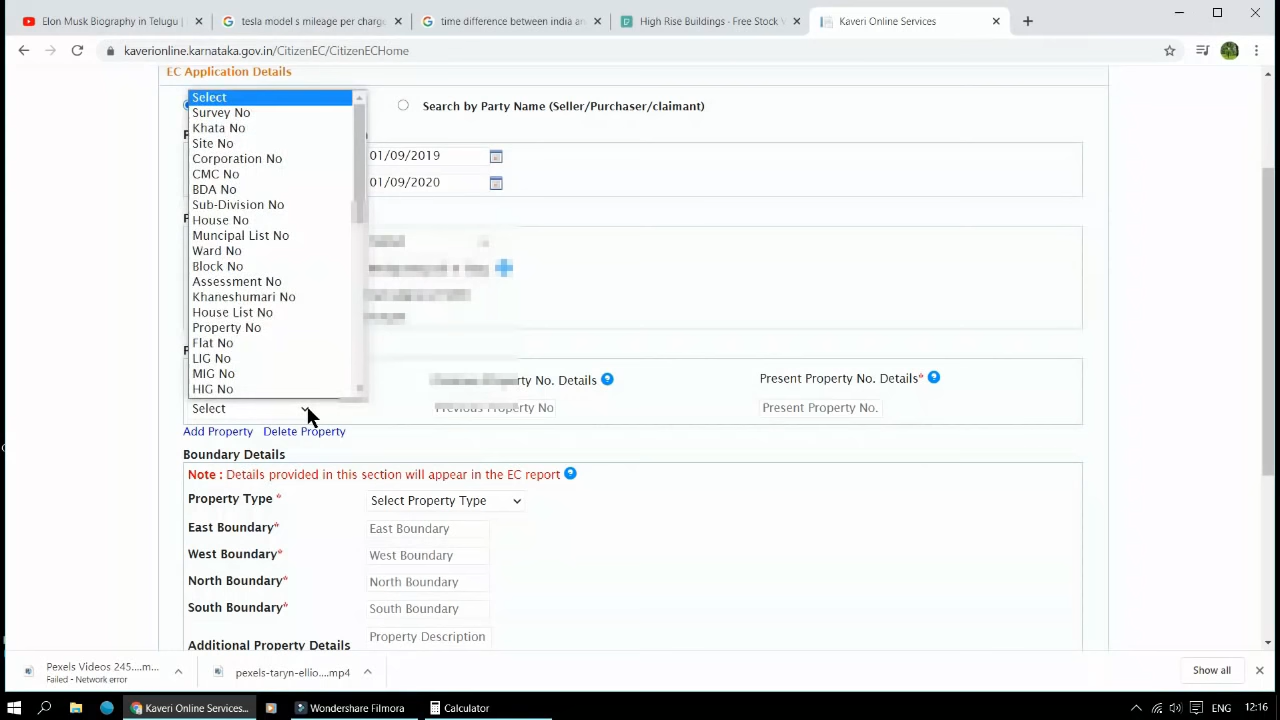 Elon Musk Biography in Telugu |
tesla model s mileage per charge
time difference between india an
High Rise Buildings - Free Stock V
Kaveri Online Services
kaverionline.karnataka.gov.in/CitizenEC/CitizenECHome
EC Application Details
Search by Party Name (Seller/Purchaser/claimant)
Select
Survey No
Khata No
Site No
Corporation No
CMC No
BDA No
Sub-Division No
House No
Muncipal List No
Ward No
Block No
Assessment No
Khaneshumari No
House List No
Property No
Flat No
LIG No
MIG No
HIG No
01/09/2019
01/09/2020
No. Details
Present Property No. Details*
Select
Previous Property No
Present Property No.
Add Property Delete Property
Boundary Details
Note : Details provided in this section will appear in the EC report
Property Type * Select Property Type
East Boundary* East Boundary
West Boundary* West Boundary
North Boundary* North Boundary
South Boundary* South Boundary
Additional Property Details Property Description
Pexels Videos 245....m...
Failed - Network error
pexels-taryn-ellio....mp4
Show all
Kaveri Online Services...
Wondershare Filmora
Calculator
ENG
12:16